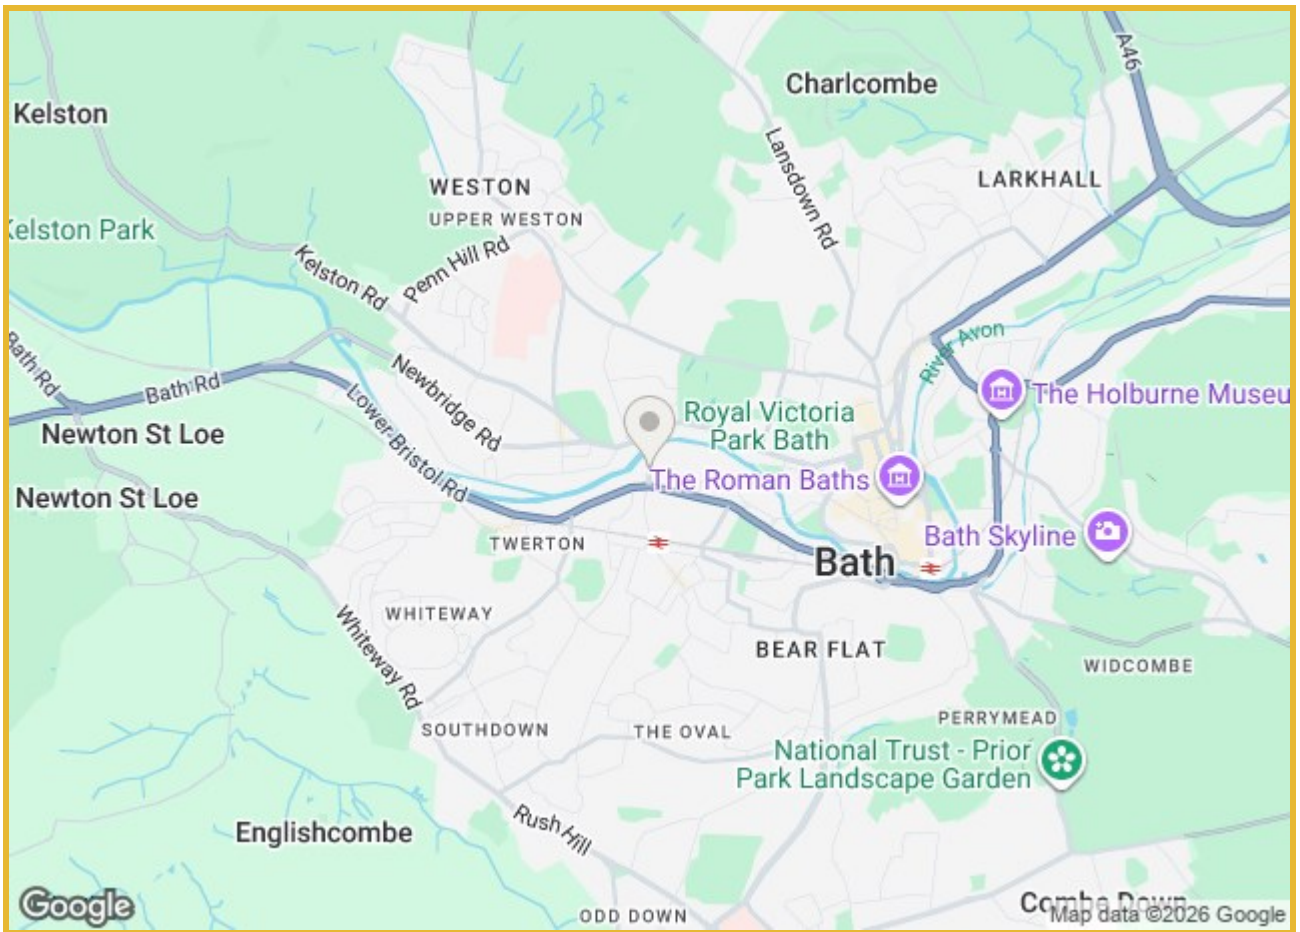 A46
Charlcombe
Kelston
Lansdown Rd
LARKHALL
WESTON
UPPER WESTON
Kelston Park
Penn Hill Rd
Kelston Rd
River Avon
Bath Rd
Bath Rd
Newbridge Rd
Lower Bristol Rd
The Holburne Museu
Royal Victoria
Park Bath
Newton St Loe
The Roman Baths
Newton St Loe
Bath Skyline
TWERTON
Bath
WHITEWAY
Whiteway Rd
BEAR FLAT
WIDCOMBE
PERRYMEAD
SOUTHDOWN
THE OVAL
National Trust - Prior
Park Landscape Garden
Rush Hill
Englishcombe
Combe Down
Google
ODD DOWN
Map data ©2026 Google